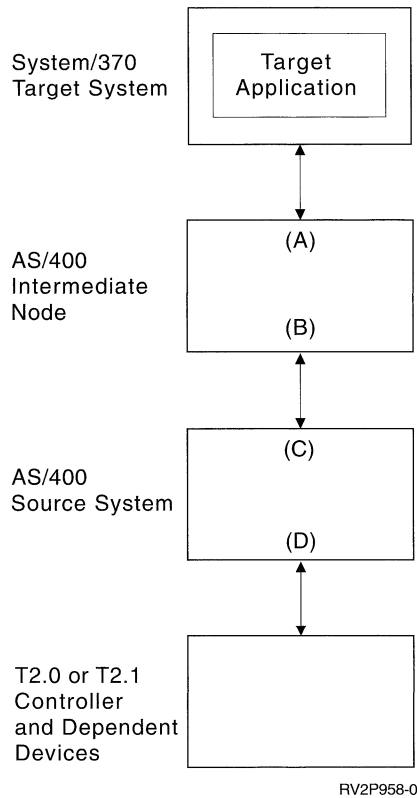 System/370
Target System
Target
Application
(A)
AS/400
Intermediate
Node
(B)
(C)
AS/400
Source System
(D)
T2.0 or T2.1
Controller
and Dependent
Devices
RV2P958-0